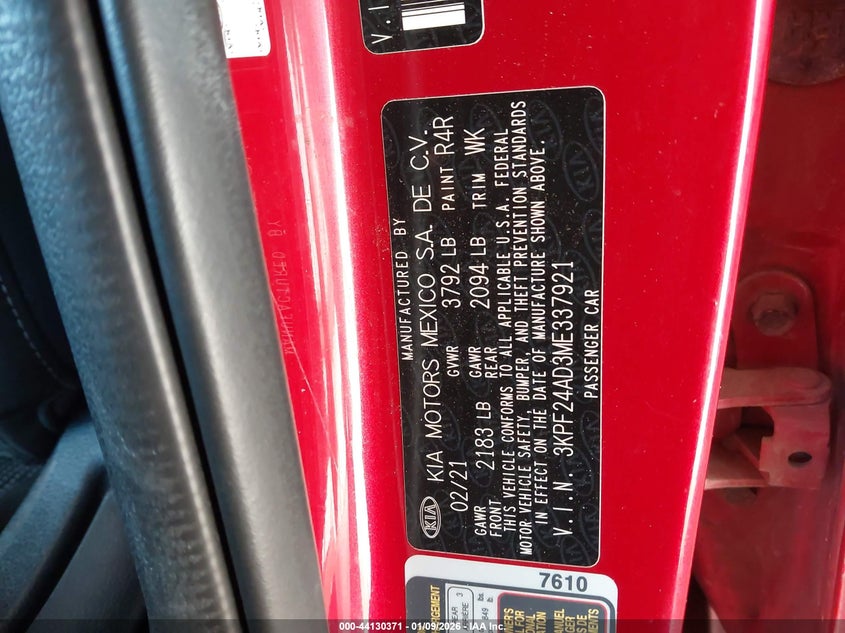 MANUFACTURED BY
KIA KIA MOTORS MEXICO S.A. DE C.V.
02/21 GVWR 3792 LB PAINT R4R
GAWR FRONT 2183 LB GAWR REAR 2094 LB TRIM WK
THIS VEHICLE CONFORMS TO ALL APPLICABLE U.S.A. FEDERAL
MOTOR VEHICLE SAFETY, BUMPER, AND THEFT PREVENTION STANDARDS
IN EFFECT ON THE DATE OF MANUFACTURE SHOWN ABOVE.
V.I.N. 3KPF24AD3ME337921
PASSENGER CAR
7610
000-44130371 - 01/09/2026 - IAA Inc.